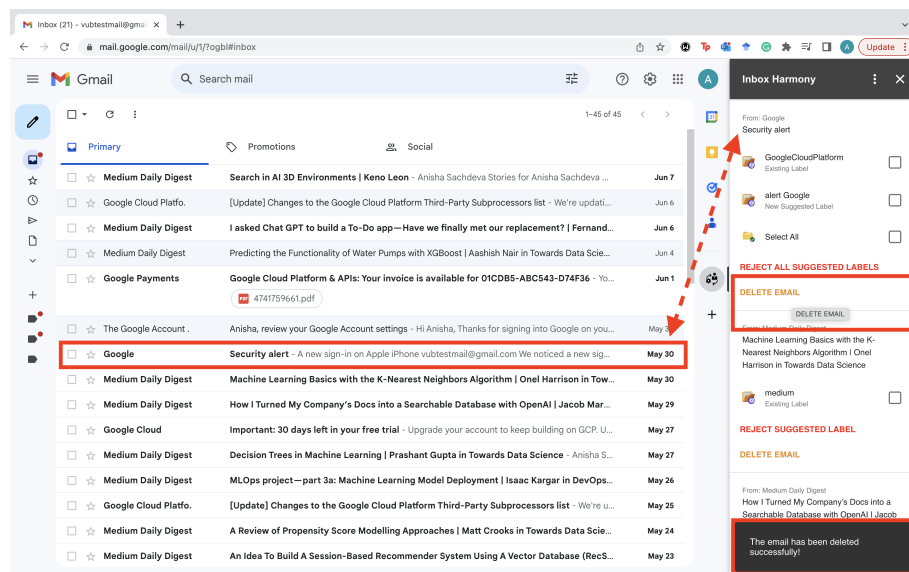 Inbox (21) - vubtestmail@gmai
mail.google.com/mail/u/1/?ogbl#inbox
Update
Gmail
Search mail
A
Inbox Harmony
1–45 of 45
Primary
Promotions
Social
Medium Daily Digest Search in AI 3D Environments | Keno Leon - Anisha Sachdeva Stories for Anisha Sachdeva ... Jun 7
Google Cloud Platfo. [Update] Changes to the Google Cloud Platform Third-Party Subprocessors list - We're updati... Jun 6
Medium Daily Digest I asked Chat GPT to build a To-Do app—Have we finally met our replacement? | Fernand... Jun 6
Medium Daily Digest Predicting the Functionality of Water Pumps with XGBoost | Aashish Nair in Towards Data Scie... Jun 4
Google Payments Google Cloud Platform & APIs: Your invoice is available for 01CDB5-ABC543-D74F36 - Yo... Jun 1
PDF 4741759661.pdf
The Google Account . Anisha, review your Google Account settings - Hi Anisha, Thanks for signing into Google on you... May 3
Google Security alert - A new sign-in on Apple iPhone vubtestmail@gmail.com We noticed a new sig... May 30
Medium Daily Digest Machine Learning Basics with the K-Nearest Neighbors Algorithm | Onel Harrison in Tow... May 30
Medium Daily Digest How I Turned My Company's Docs into a Searchable Database with OpenAI | Jacob Mar... May 29
Google Cloud Important: 30 days left in your free trial - Upgrade your account to keep building on GCP. U... May 27
Medium Daily Digest Decision Trees in Machine Learning | Prashant Gupta in Towards Data Science - Anisha S... May 27
Medium Daily Digest MLOps project—part 3a: Machine Learning Model Deployment | Isaac Kargar in DevOps... May 26
Google Cloud Platfo. [Update] Changes to the Google Cloud Platform Third-Party Subprocessors list - We're u... May 25
Medium Daily Digest A Review of Propensity Score Modelling Approaches | Matt Crooks in Towards Data Scie... May 24
Medium Daily Digest An Idea To Build A Session-Based Recommender System Using A Vector Database (RecS... May 23
From: Google
Security alert
GoogleCloudPlatform
Existing Label
alert Google
New Suggested Label
Select All
REJECT ALL SUGGESTED LABELS
DELETE EMAIL
DELETE EMAIL
From: Medium Daily Digest
Machine Learning Basics with the K-
Nearest Neighbors Algorithm | Onel
Harrison in Towards Data Science
medium
Existing Label
REJECT SUGGESTED LABEL
DELETE EMAIL
From: Medium Daily Digest
How I Turned My Company's Docs into a
Searchable Database with OpenAI | Jacob
The email has been deleted
successfully!